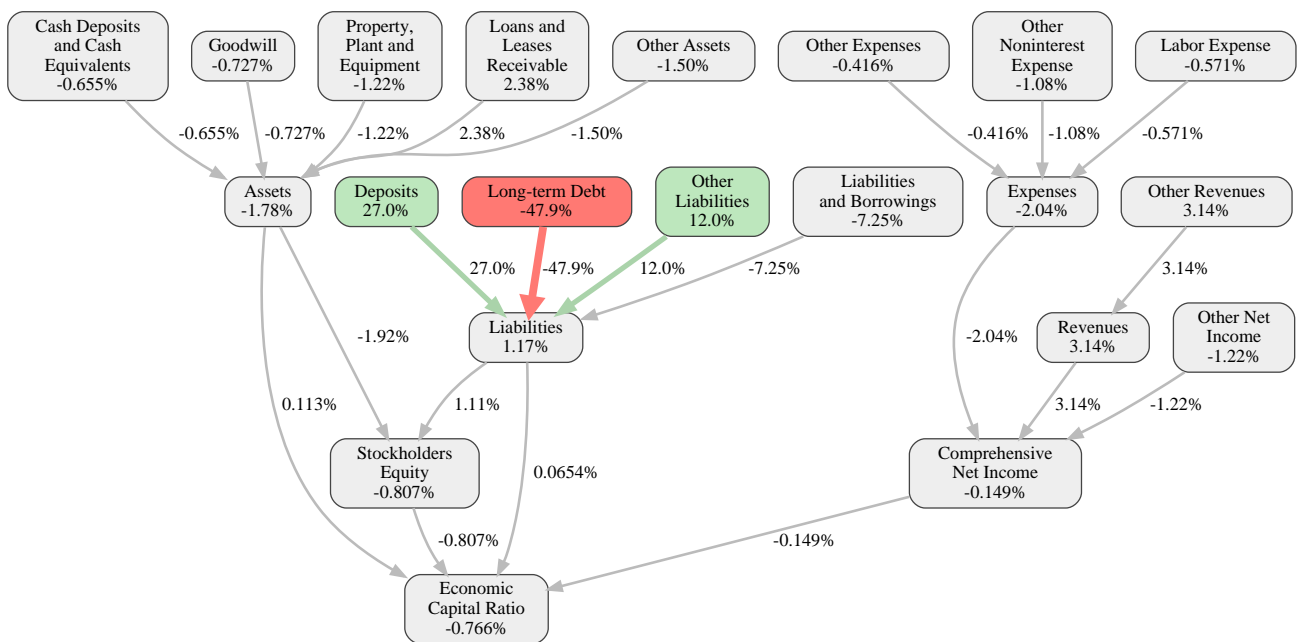 Cash Deposits
and Cash
Equivalents
-0.655%
Goodwill
-0.727%
Property,
Plant and
Equipment
-1.22%
Loans and
Leases
Receivable
2.38%
Other Assets
-1.50%
Other Expenses
-0.416%
Other
Noninterest
Expense
-1.08%
Labor Expense
-0.571%
-0.655%
-0.727%
-1.22%
2.38%
-1.50%
-0.416%
-1.08%
-0.571%
Assets
-1.78%
Deposits
27.0%
Long-term Debt
-47.9%
Other
Liabilities
12.0%
Liabilities
and Borrowings
-7.25%
Expenses
-2.04%
Other Revenues
3.14%
27.0%
-47.9%
12.0%
-7.25%
3.14%
Liabilities
1.17%
Revenues
3.14%
Other Net
Income
-1.22%
-1.92%
-2.04%
0.113%
1.11%
3.14%
-1.22%
Stockholders
Equity
-0.807%
0.0654%
Comprehensive
Net Income
-0.149%
-0.807%
-0.149%
Economic
Capital Ratio
-0.766%